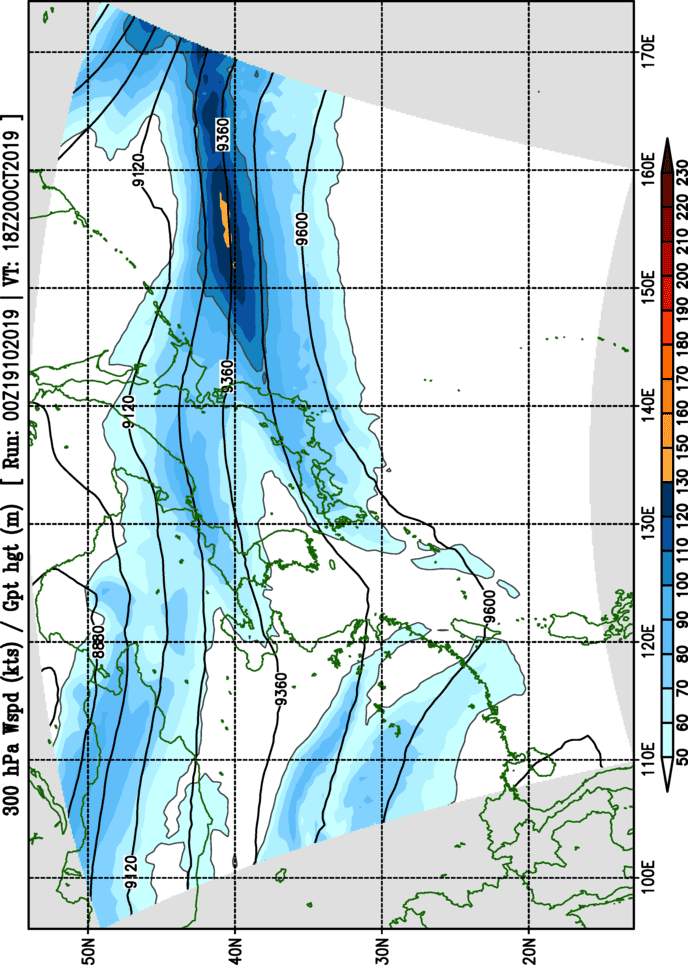 300 hPa Wspd (kts) / Gpt hgt (m) [ Run: 00Z19102019 | VT: 18Z20OCT2019 ]
50N
40N
30N
20N
8880
9120
9120
9120
9360
9360
9360
9600
9600
100E 110E 120E 130E 140E 150E 160E 170E
50 60 70 80 90 100 110 120 130 140 150 160 170 180 190 200 210 220 230